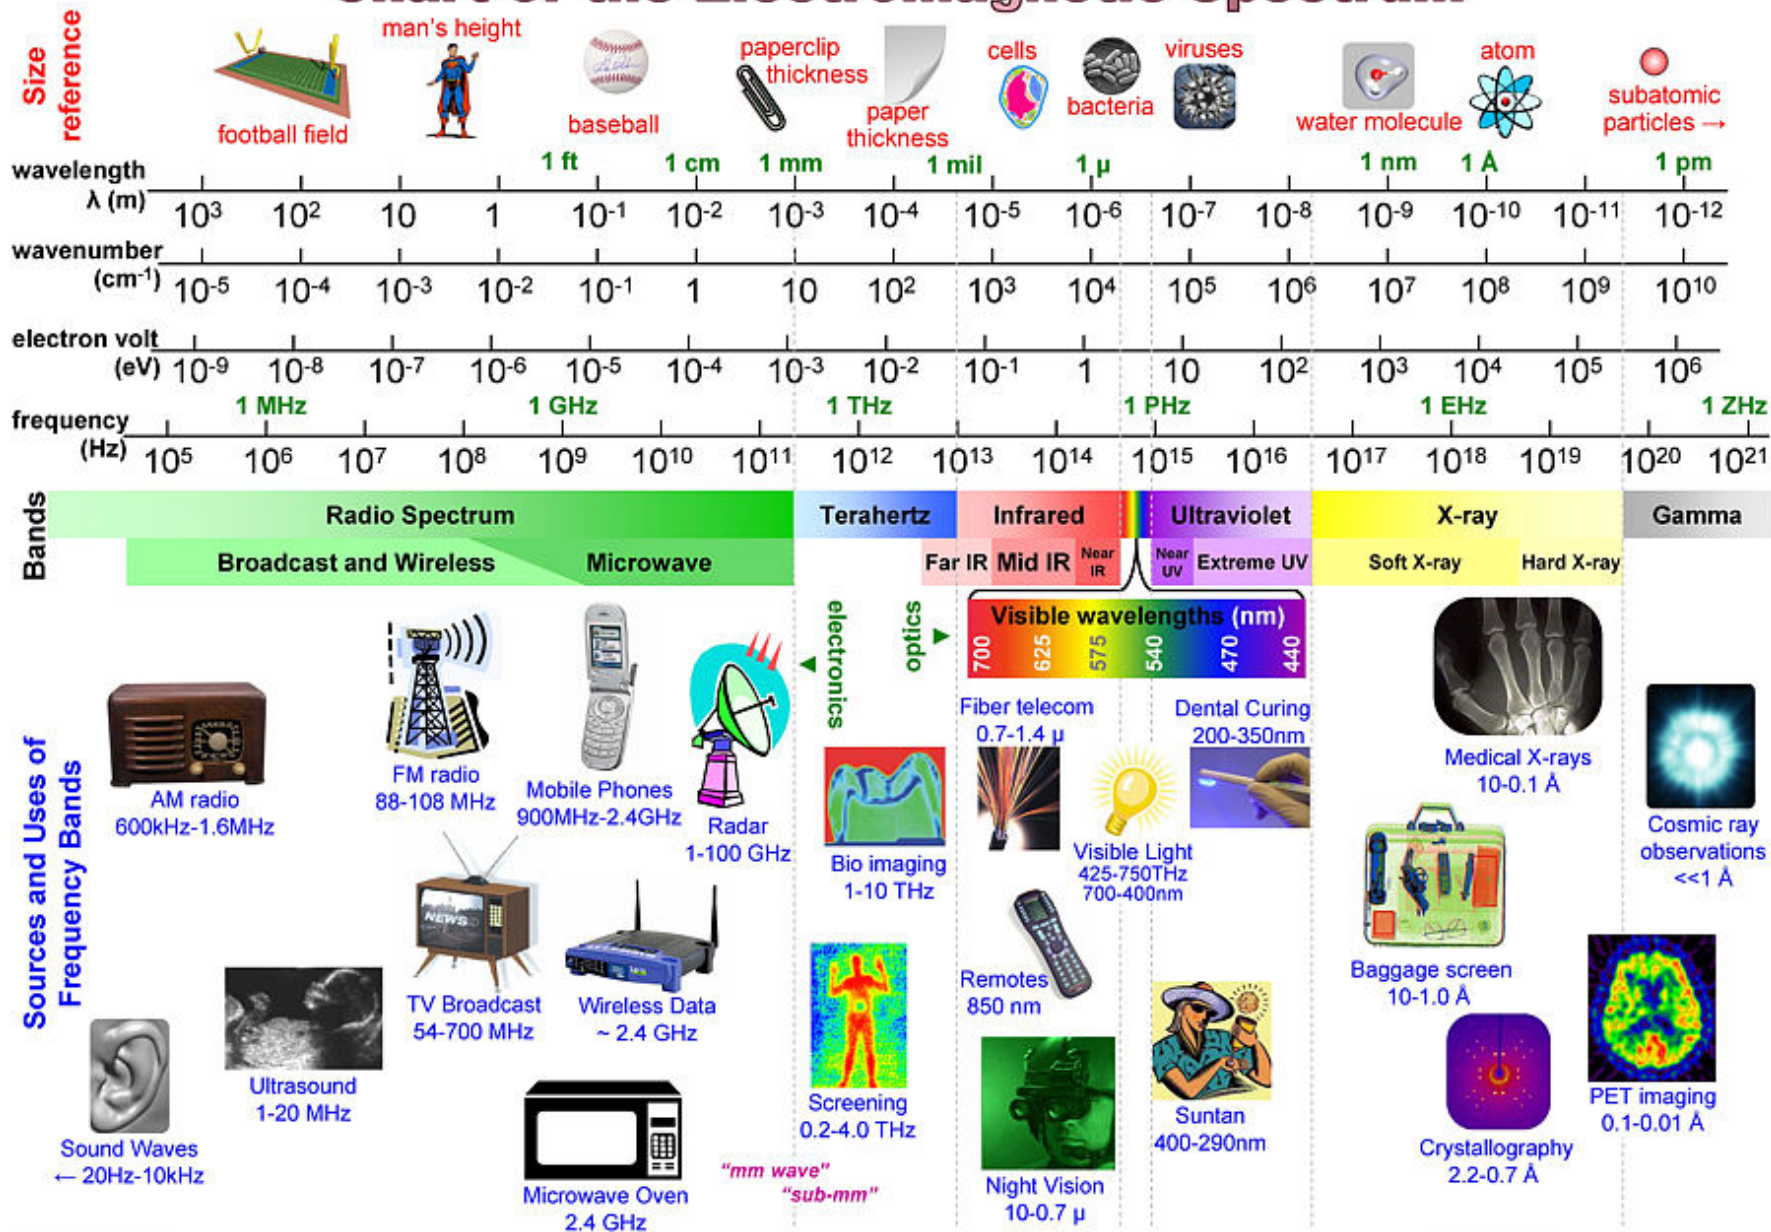 Chart of the Electromagnetic Spectrum
Size reference
football field
man's height
baseball
paperclip thickness
paper thickness
cells
bacteria
viruses
water molecule
atom
subatomic particles →
wavelength λ (m)
1 ft 1 cm 1 mm 1 mil 1 µ 1 nm 1 Å 1 pm
10³ 10² 10 1 10⁻¹ 10⁻² 10⁻³ 10⁻⁴ 10⁻⁵ 10⁻⁶ 10⁻⁷ 10⁻⁸ 10⁻⁹ 10⁻¹⁰ 10⁻¹¹ 10⁻¹²
wavenumber (cm⁻¹)
10⁻⁵ 10⁻⁴ 10⁻³ 10⁻² 10⁻¹ 1 10 10² 10³ 10⁴ 10⁵ 10⁶ 10⁷ 10⁸ 10⁹ 10¹⁰
electron volt (eV)
10⁻⁹ 10⁻⁸ 10⁻⁷ 10⁻⁶ 10⁻⁵ 10⁻⁴ 10⁻³ 10⁻² 10⁻¹ 1 10 10² 10³ 10⁴ 10⁵ 10⁶
frequency (Hz)
1 MHz 1 GHz 1 THz 1 PHz 1 EHz 1 ZHz
10⁵ 10⁶ 10⁷ 10⁸ 10⁹ 10¹⁰ 10¹¹ 10¹² 10¹³ 10¹⁴ 10¹⁵ 10¹⁶ 10¹⁷ 10¹⁸ 10¹⁹ 10²⁰ 10²¹
Bands
Radio Spectrum Terahertz Infrared Ultraviolet X-ray Gamma
Broadcast and Wireless Microwave Far IR Mid IR Near IR Near UV Extreme UV Soft X-ray Hard X-ray
electronics
optics
Visible wavelengths (nm)
700 625 575 540 470 440
Sources and Uses of
Frequency Bands
AM radio
600kHz-1.6MHz
FM radio
88-108 MHz
Mobile Phones
900MHz-2.4GHz
Radar
1-100 GHz
Bio imaging
1-10 THz
Fiber telecom
0.7-1.4 µ
Visible Light
425-750THz
700-400nm
Dental Curing
200-350nm
Medical X-rays
10-0.1 Å
Cosmic ray
observations
<<1 Å
Sound Waves
← 20Hz-10kHz
Ultrasound
1-20 MHz
NEWS
TV Broadcast
54-700 MHz
Wireless Data
~ 2.4 GHz
Microwave Oven
2.4 GHz
"mm wave"
"sub-mm"
Screening
0.2-4.0 THz
Remotes
850 nm
Night Vision
10-0.7 µ
Suntan
400-290nm
Baggage screen
10-1.0 Å
Crystallography
2.2-0.7 Å
PET imaging
0.1-0.01 Å